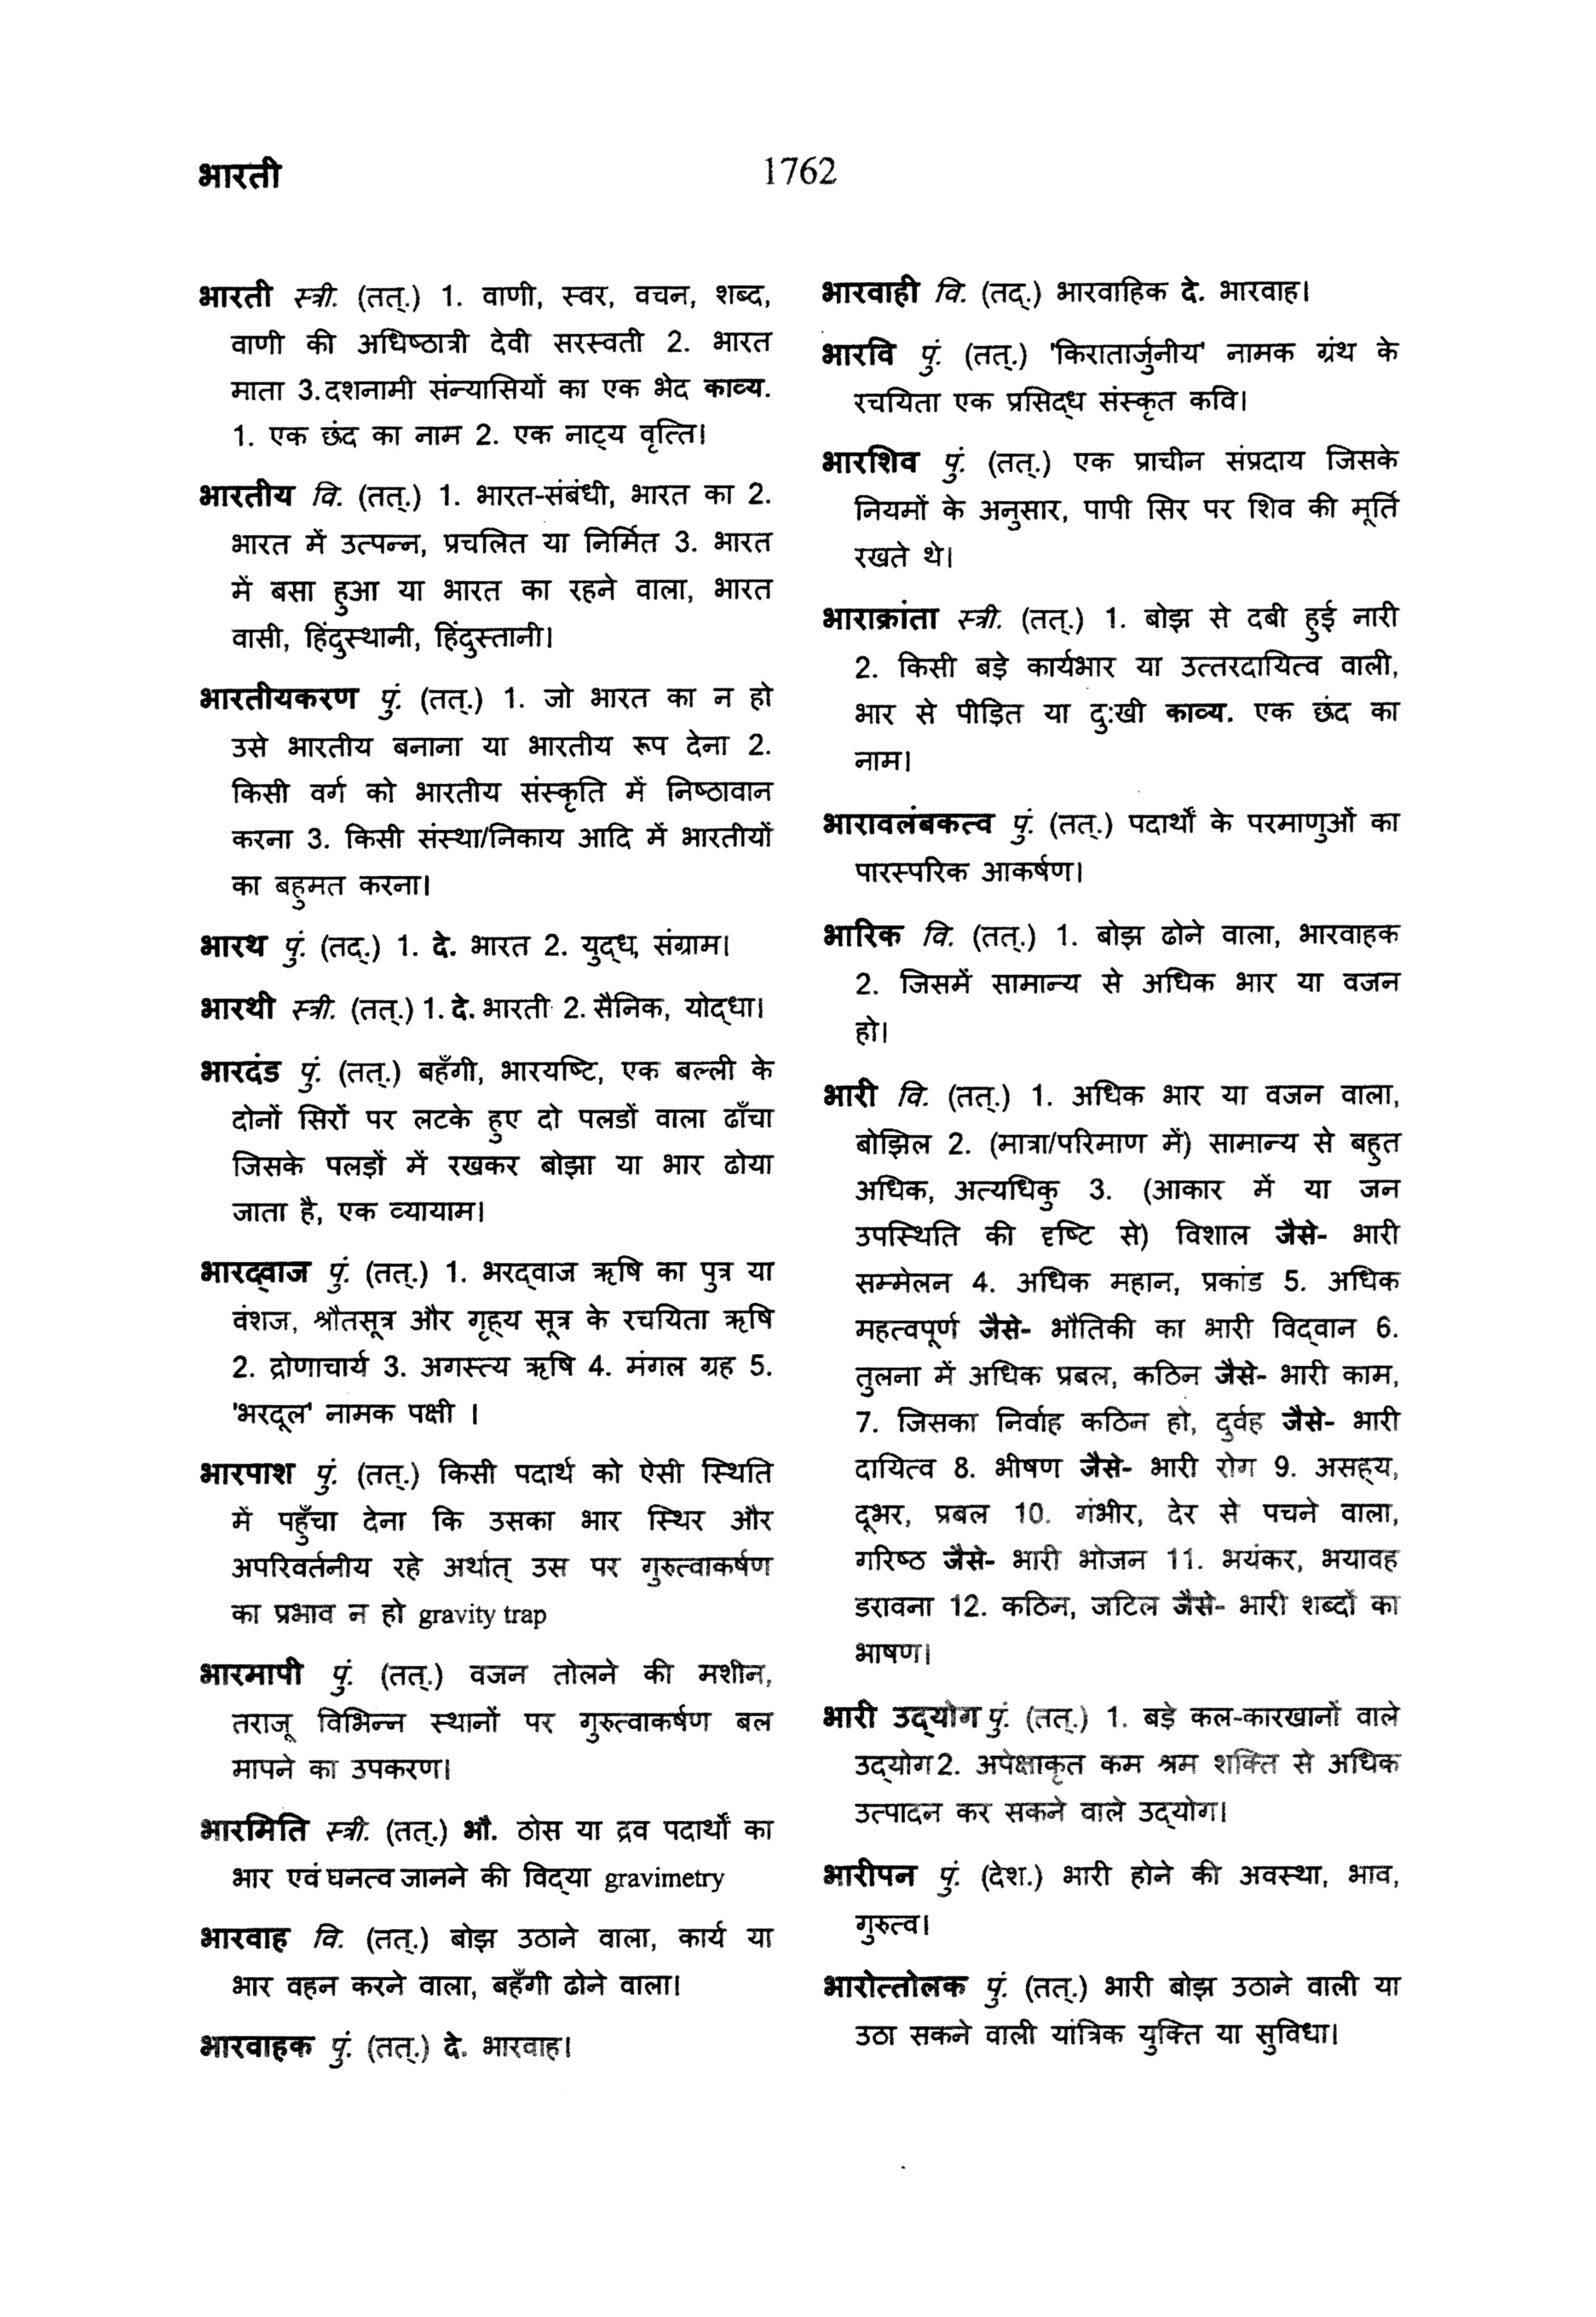 भारती
1762
भारती स्त्री. (तत्.) 1. वाणी, स्वर, वचन, शब्द,
वाणी की अधिष्ठात्री देवी सरस्वती 2. भारत
माता 3. दशनामी संन्यासियों का एक भेद काव्य.
1. एक छंद का नाम 2. एक नाट्य वृत्ति।
भारतीय वि. (तत्.) 1. भारत-संबंधी, भारत का 2.
भारत में उत्पन्न, प्रचलित या निर्मित 3. भारत
में बसा हुआ या भारत का रहने वाला, भारत
वासी, हिंदुस्थानी, हिंदुस्तानी।
भारतीयकरण पुं. (तत्.) 1. जो भारत का न हो
उसे भारतीय बनाना या भारतीय रूप देना 2.
किसी वर्ग को भारतीय संस्कृति में निष्ठावान
करना 3. किसी संस्था/निकाय आदि में भारतीयों
का बहुमत करना।
भारथ पुं. (तद्.) 1. दे. भारत 2. युद्ध, संग्राम।
भारथी स्त्री. (तत्.) 1. दे. भारती 2. सैनिक, योद्धा।
भारदंड पुं. (तत्.) बहँगी, भारयष्टि, एक बल्ली के
दोनों सिरों पर लटके हुए दो पलडों वाला ढाँचा
जिसके पलड़ों में रखकर बोझा या भार ढोया
जाता है, एक व्यायाम।
भारद्वाज पुं. (तत्.) 1. भरद्वाज ऋषि का पुत्र या
वंशज, श्रौतसूत्र और गृह्य सूत्र के रचयिता ऋषि
2. द्रोणाचार्य 3. अगस्त्य ऋषि 4. मंगल ग्रह 5.
'भरदूल' नामक पक्षी ।
भारपाश पुं. (तत्.) किसी पदार्थ को ऐसी स्थिति
में पहुँचा देना कि उसका भार स्थिर और
अपरिवर्तनीय रहे अर्थात् उस पर गुरुत्वाकर्षण
का प्रभाव न हो gravity trap
भारमापी पुं. (तत्.) वजन तोलने की मशीन,
तराजू विभिन्न स्थानों पर गुरुत्वाकर्षण बल
मापने का उपकरण।
भारमिति स्त्री. (तत्.) भौ. ठोस या द्रव पदार्थों का
भार एवं घनत्व जानने की विद्या gravimetry
भारवाह वि. (तत्.) बोझ उठाने वाला, कार्य या
भार वहन करने वाला, बहँगी ढोने वाला।
भारवाहक पुं. (तत्.) दे. भारवाह।
भारवाही वि. (तद्.) भारवाहिक दे. भारवाह।
भारवि पुं. (तत्.) 'किरातार्जुनीय' नामक ग्रंथ के
रचयिता एक प्रसिद्ध संस्कृत कवि।
भारशिव पुं. (तत्.) एक प्राचीन संप्रदाय जिसके
नियमों के अनुसार, पापी सिर पर शिव की मूर्ति
रखते थे।
भाराक्रांता स्त्री. (तत्.) 1. बोझ से दबी हुई नारी
2. किसी बड़े कार्यभार या उत्तरदायित्व वाली,
भार से पीड़ित या दु:खी काव्य. एक छंद का
नाम।
भारावलंबकत्व पुं. (तत्.) पदार्थों के परमाणुओं का
पारस्परिक आकर्षण।
भारिक वि. (तत्.) 1. बोझ ढोने वाला, भारवाहक
2. जिसमें सामान्य से अधिक भार या वजन
हो।
भारी वि. (तत्.) 1. अधिक भार या वजन वाला,
बोझिल 2. (मात्रा/परिमाण में) सामान्य से बहुत
अधिक, अत्यधिकु 3. (आकार में या जन
उपस्थिति की दृष्टि से) विशाल जैसे- भारी
सम्मेलन 4. अधिक महान, प्रकांड 5. अधिक
महत्वपूर्ण जैसे- भौतिकी का भारी विद्वान 6.
तुलना में अधिक प्रबल, कठिन जैसे- भारी काम,
7. जिसका निर्वाह कठिन हो, दुर्वह जैसे- भारी
दायित्व 8. भीषण जैसे- भारी रोग 9. असह्य,
दूभर, प्रबल 10. गंभीर, देर से पचने वाला,
गरिष्ठ जैसे- भारी भोजन 11. भयंकर, भयावह
डरावना 12. कठिन, जटिल जैसे- भारी शब्दों का
भाषण।
भारी उद्योग पुं. (तत्.) 1. बड़े कल-कारखानों वाले
उद्योग 2. अपेक्षाकृत कम श्रम शक्ति से अधिक
उत्पादन कर सकने वाले उद्योग।
भारीपन पुं. (देश.) भारी होने की अवस्था, भाव,
गुरुत्व।
भारोत्तोलक पुं. (तत्.) भारी बोझ उठाने वाली या
उठा सकने वाली यांत्रिक युक्ति या सुविधा।